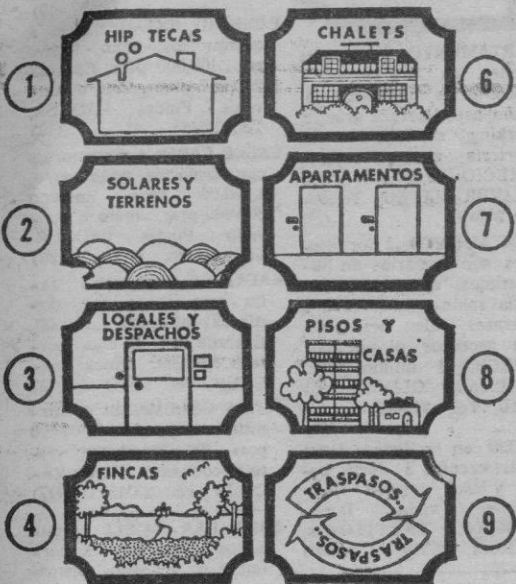 1
HIP TECAS
2
SOLARES Y
TERRENOS
3
LOCALES Y
DESPACHOS
4
FINCAS
CHALETS
6
APARTAMENTOS
7
PISOS Y
CASAS
8
TRASPASOS..
TRASPASOS..
9